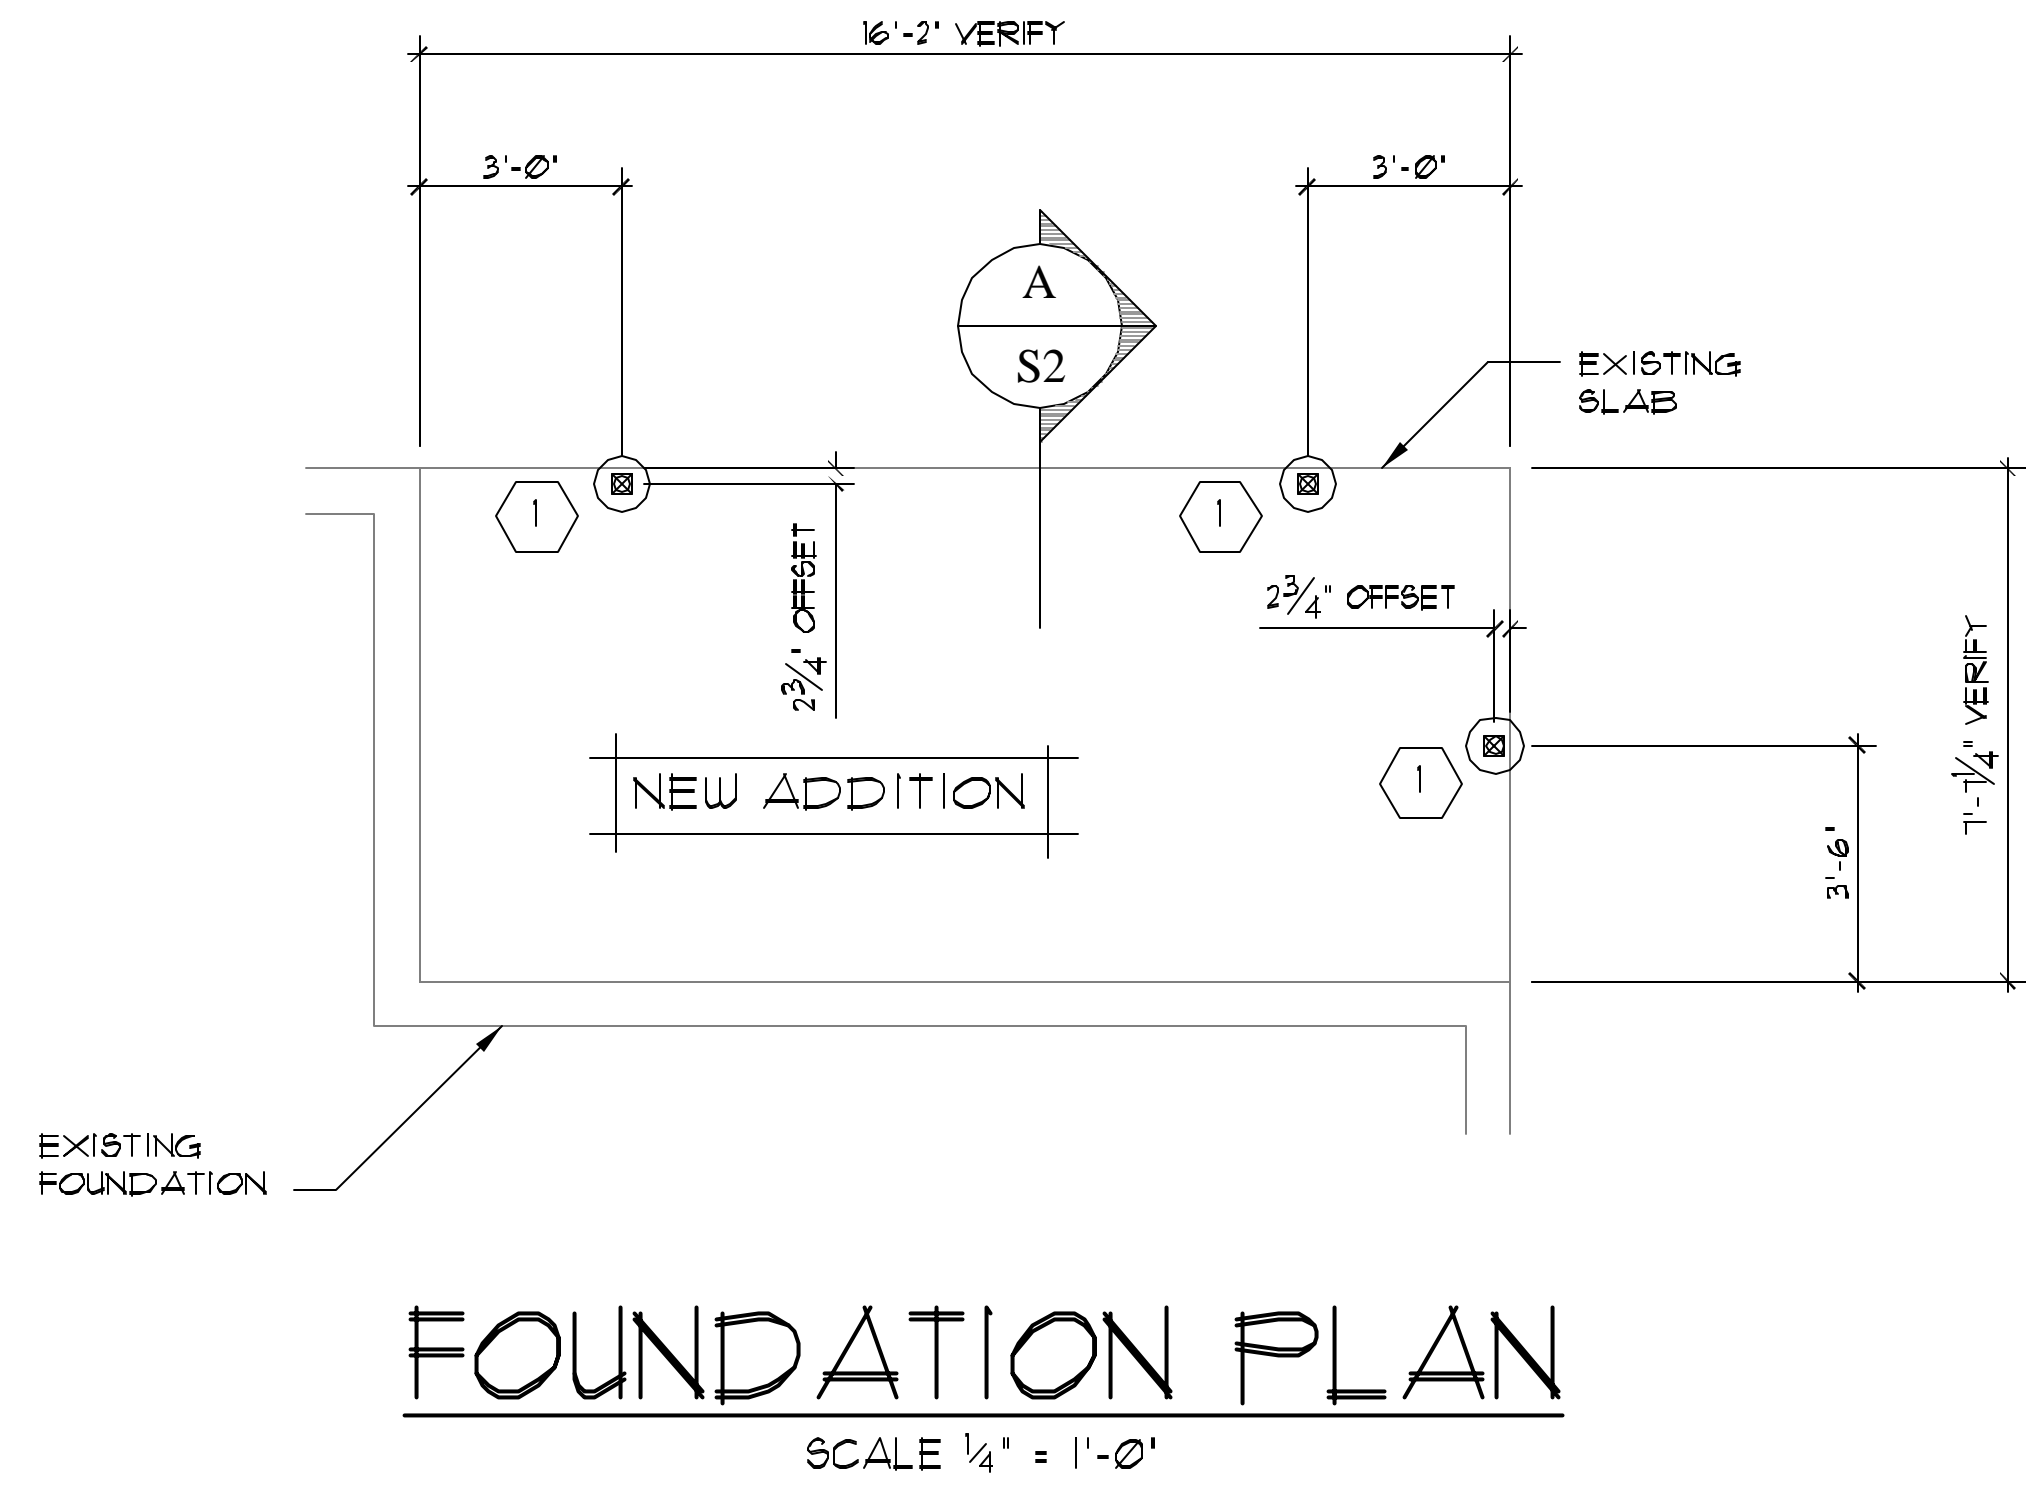 16'-2" VERIFY
3'-0"
3'-0"
A
S2
EXISTING
SLAB
1
1
2 3/4" OFFSET
2 3/4" OFFSET
7'-7 1/4" VERIFY
NEW ADDITION
1
3'-6"
EXISTING
FOUNDATION
FOUNDATION PLAN
SCALE 1/4" = 1'-0"